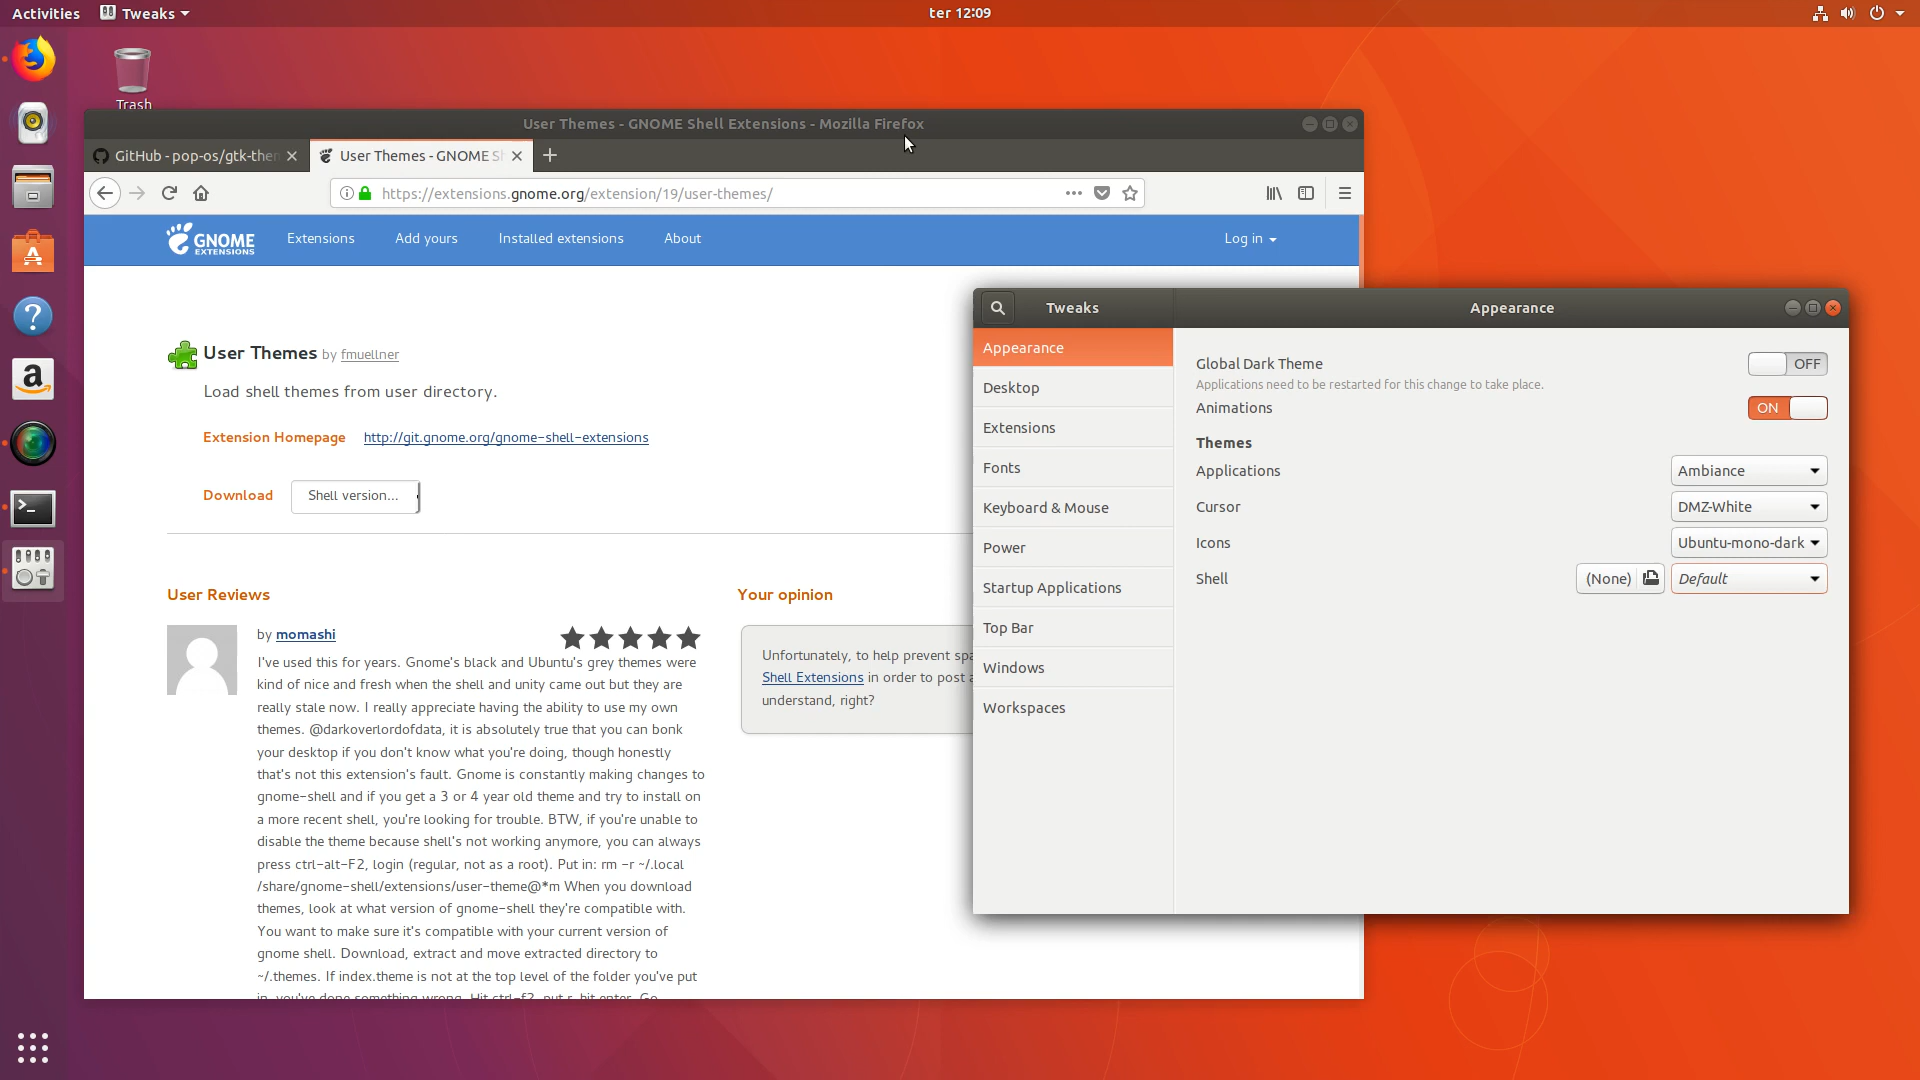 Activities
Tweaks
ter 12:09
Trash
User Themes - GNOME Shell Extensions - Mozilla Firefox
GitHub - pop-os/gtk-then
User Themes - GNOME S
https://extensions.gnome.org/extension/19/user-themes/
GNOME
EXTENSIONS
Extensions
Add yours
Installed extensions
About
Log in
User Themes by fmuellner
Load shell themes from user directory.
Extension Homepage http://git.gnome.org/gnome-shell-extensions
Download Shell version...
User Reviews
by momashi
I've used this for years. Gnome's black and Ubuntu's grey themes were
kind of nice and fresh when the shell and unity came out but they are
really stale now. I really appreciate having the ability to use my own
themes. @darkoverlordofdata, it is absolutely true that you can bonk
your desktop if you don't know what you're doing, though honestly
that's not this extension's fault. Gnome is constantly making changes to
gnome-shell and if you get a 3 or 4 year old theme and try to install on
a more recent shell, you're looking for trouble. BTW, if you're unable to
disable the theme because shell's not working anymore, you can always
press ctrl-alt-F2, login (regular, not as a root). Put in: rm -r ~/.local
/share/gnome-shell/extensions/user-theme@*m When you download
themes, look at what version of gnome-shell they're compatible with.
You want to make sure it's compatible with your current version of
gnome shell. Download, extract and move extracted directory to
~/.themes. If index.theme is not at the top level of the folder you've put
in, you've done something wrong. Hit ctrl-f2, put r, hit enter. Go
Your opinion
Unfortunately, to help prevent spa
Shell Extensions in order to post a
understand, right?
Tweaks
Appearance
Appearance
Desktop
Extensions
Fonts
Keyboard & Mouse
Power
Startup Applications
Top Bar
Windows
Workspaces
Global Dark Theme OFF
Applications need to be restarted for this change to take place.
Animations ON
Themes
Applications Ambiance
Cursor DMZ-White
Icons Ubuntu-mono-dark
Shell (None) Default